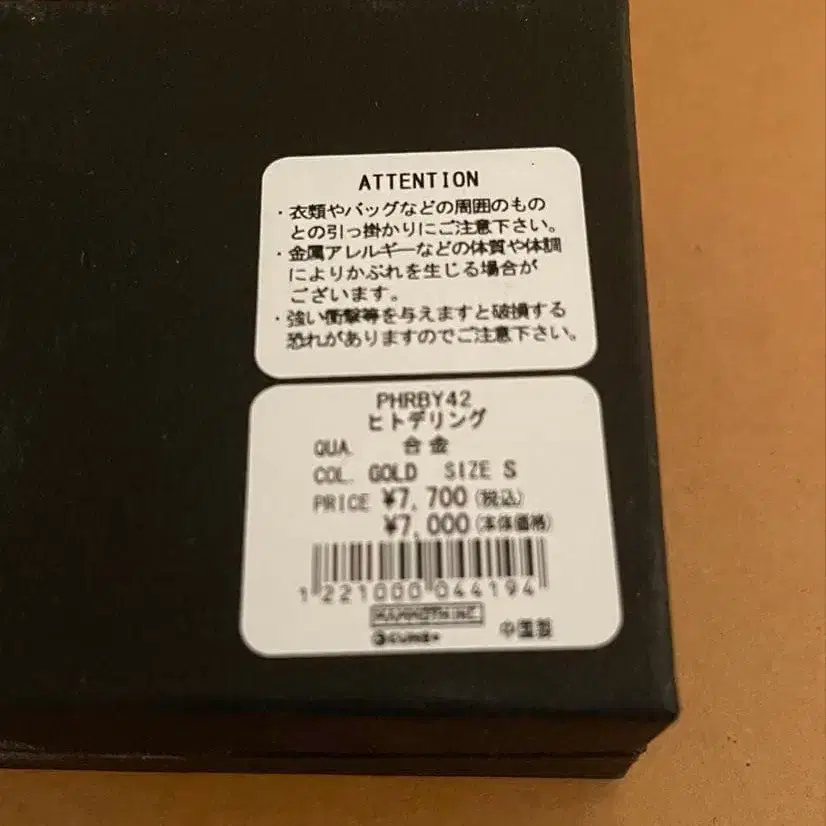 ATTENTION
・衣類やバッグなどの周囲のもの
との引っ掛かりにご注意下さい。
・金属アレルギーなどの体質や体調
によりかぶれを生じる場合が
ございます。
・強い衝撃等を与えますと破損する
恐れがありますのでご注意下さい。
PHRBY42
ヒトデリング
QUA. 合金
COL. GOLD SIZE S
PRICE ¥7,700(税込)
¥7,000(本体価格)
1221000044194
中国製